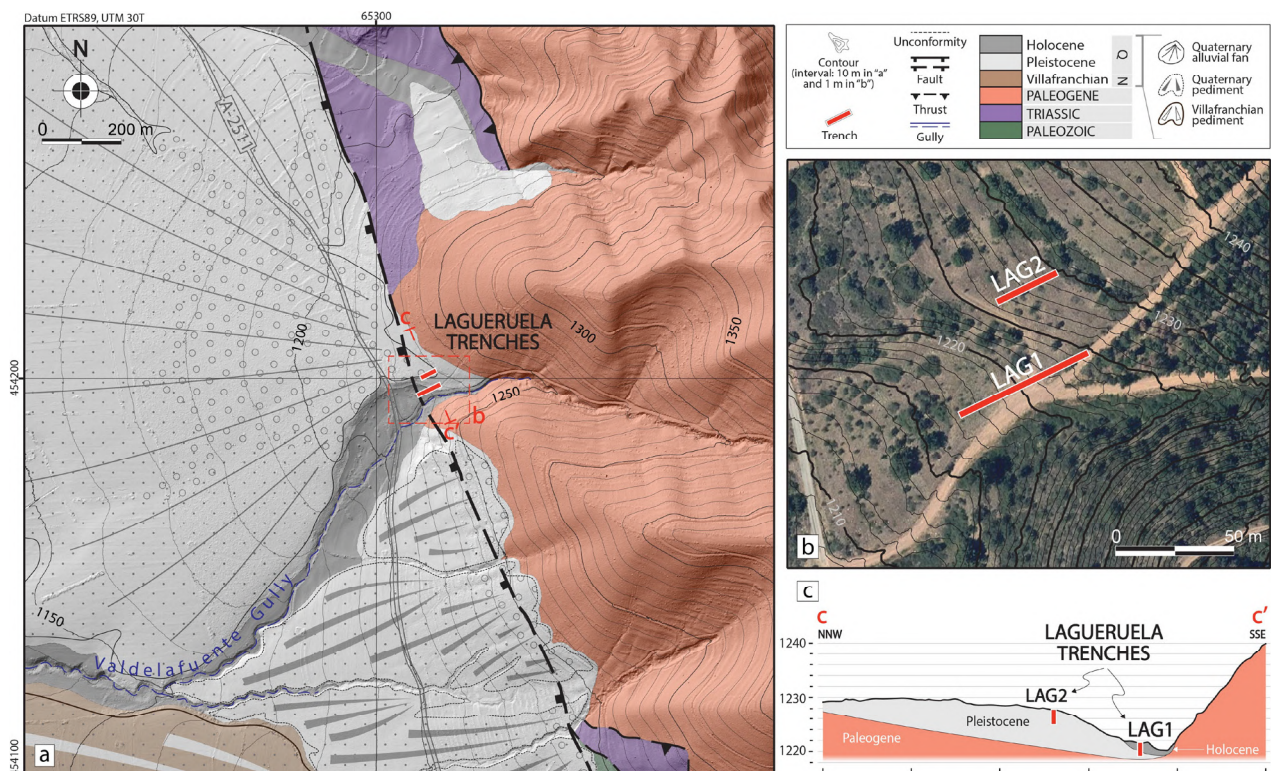 Datum ETRS89, UTM 30T
65300
N
0 200 m
A-2511
1200
454200
C
LAGUERUELA
TRENCHES
1300
1350
1250
b
C'
1150
Valdelafuente Gully
454100
a
Contour
(interval: 10 m in "a"
and 1 m in "b")
Trench
Unconformity
Fault
Thrust
Gully
Holocene
Pleistocene
Villafranchian
PALEOGENE
TRIASSIC
PALEOZOIC
Q
N
Quaternary
alluvial fan
Quaternary
pediment
Villafranchian
pediment
1240
LAG2
1230
1220
LAG1
1210
0 50 m
b
c
C
NNW
C'
SSE
LAGUERUELA
TRENCHES
1240
1230
1220
LAG2
LAG1
Pleistocene
Paleogene
Holocene